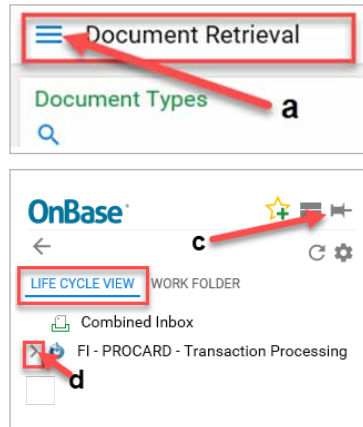 Document Retrieval
Document Types
a
OnBase
c
LIFE CYCLE VIEW WORK FOLDER
Combined Inbox
FI - PROCARD - Transaction Processing
d